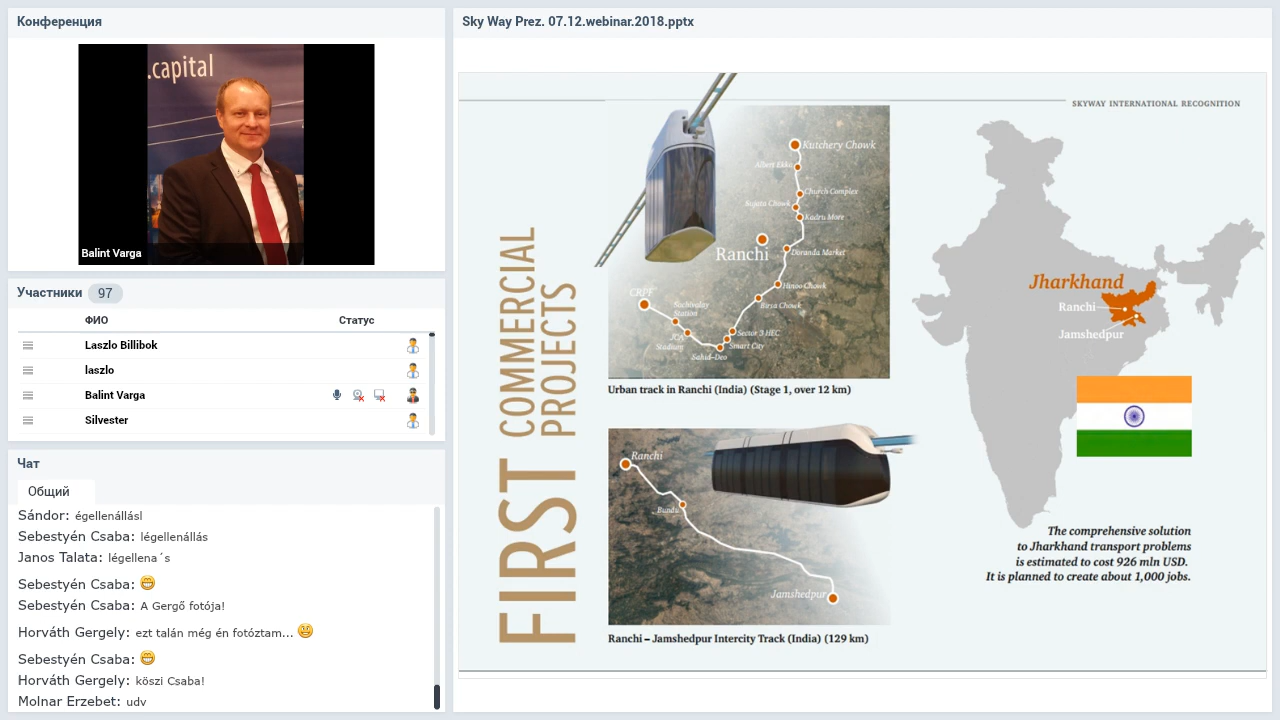 Конференция
.capital
Balint Varga
Участники 97
ФИО Статус
Laszlo Billibok
laszlo
Balint Varga
Silvester
Чат
Общий
Sándor: égellenállásl
Sebestyén Csaba: légellenállás
Janos Talata: légellena´s
Sebestyén Csaba: 😁
Sebestyén Csaba: A Gergő fotója!
Horváth Gergely: ezt talán még én fotóztam...
Sebestyén Csaba: 😁
Horváth Gergely: köszi Csaba!
Molnar Erzebet: udv
Sky Way Prez. 07.12.webinar.2018.pptx
SKYWAY INTERNATIONAL RECOGNITION
FIRST COMMERCIAL
PROJECTS
Kutchery Chowk
Albert Ekka
Church Complex
Sujata Chowk
Kadru Morr
Ranchi
Doranda Market
Hinoo Chowk
Birsa Chowk
CRPF
Suchivalay
Station
JCS
Stadium
Sector 3 HEC
Smart City
Sahid-Deo
Urban track in Ranchi (India) (Stage 1, over 12 km)
Ranchi
Bundu
Jamshedpur
Ranchi – Jamshedpur Intercity Track (India) (129 km)
Jharkhand
Ranchi
Jamshedpur
The comprehensive solution
to Jharkhand transport problems
is estimated to cost 926 mln USD.
It is planned to create about 1,000 jobs.